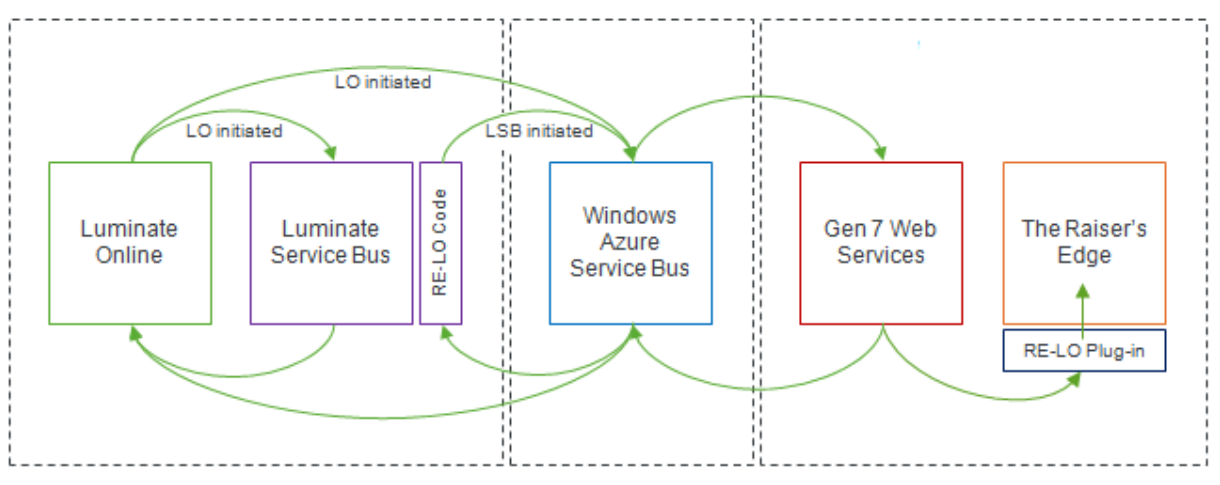 LO initiated
LO initiated
LSB initiated
Luminate
Online
Luminate
Service Bus
RE-LO Code
Windows
Azure
Service Bus
Gen 7 Web
Services
The Raiser's
Edge
RE-LO Plug-in